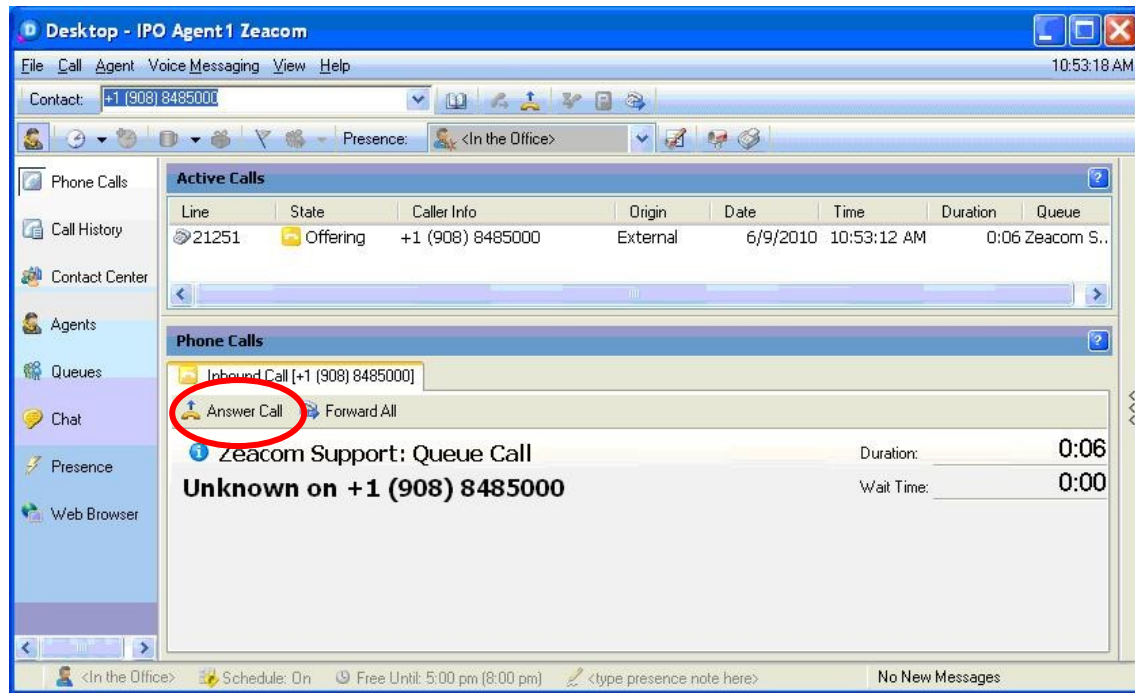 Desktop - IPO Agent1 Zeacom
File Call Agent Voice Messaging View Help 10:53:18 AM
Contact: +1 (908) 8485000
Presence: <In the Office>
Phone Calls
Call History
Contact Center
Agents
Queues
Chat
Presence
Web Browser
Active Calls
Line State Caller Info Origin Date Time Duration Queue
21251 Offering +1 (908) 8485000 External 6/9/2010 10:53:12 AM 0:06 Zeacom S..
Phone Calls
Inbound Call [+1 (908) 8485000]
Answer Call Forward All
Zeacom Support: Queue Call Duration: 0:06
Unknown on +1 (908) 8485000 Wait Time: 0:00
<In the Office> Schedule: On Free Until: 5:00 pm (8:00 pm) <type presence note here> No New Messages